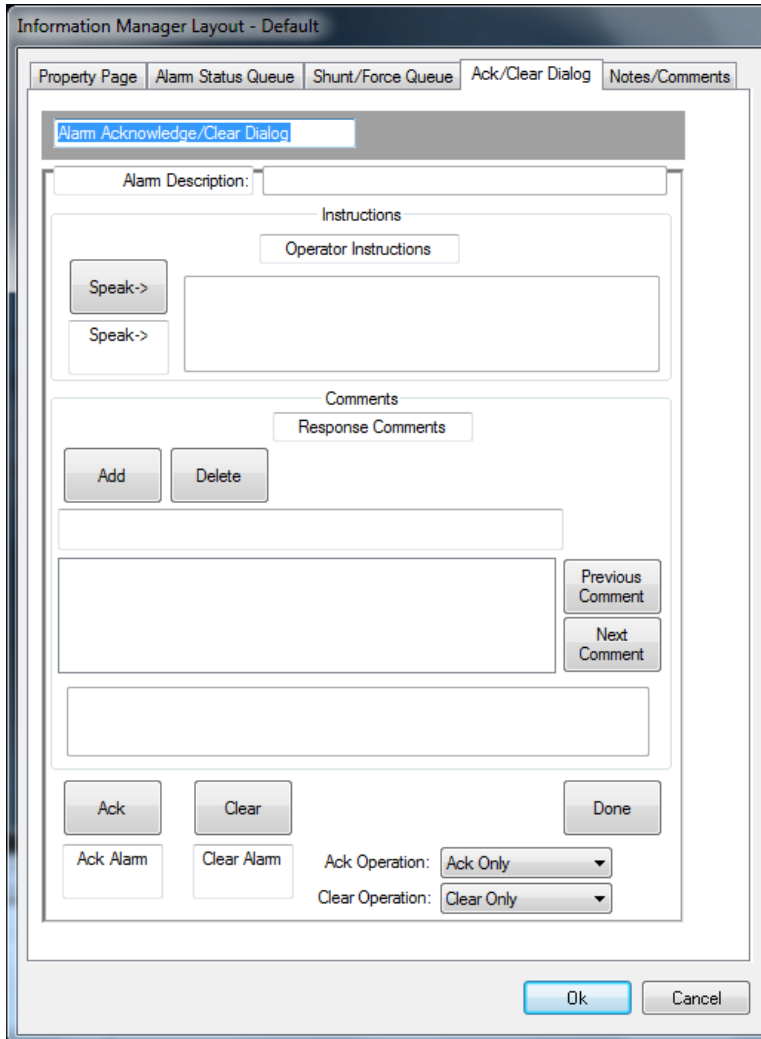 Information Manager Layout - Default
Property Page Alarm Status Queue Shunt/Force Queue Ack/Clear Dialog Notes/Comments
Alarm Acknowledge/Clear Dialog
Alarm Description:
Instructions
Operator Instructions
Speak->
Speak->
Comments
Response Comments
Add Delete
Previous
Comment
Next
Comment
Ack Clear Done
Ack Alarm Clear Alarm Ack Operation: Ack Only
Clear Operation: Clear Only
Ok Cancel